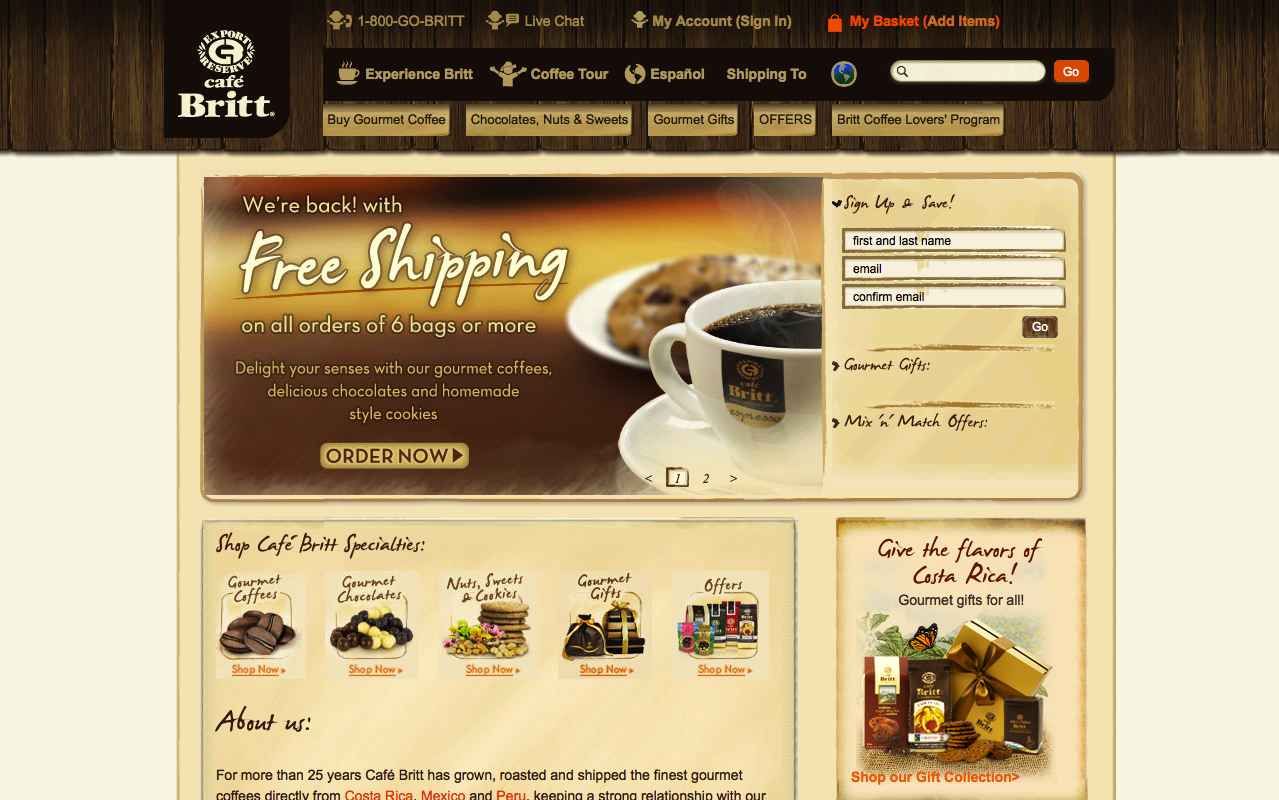 1-800-GO-BRITT
Live Chat
My Account (Sign In)
My Basket (Add Items)
EXPORT
RESERVE
café
Britt®
Experience Britt
Coffee Tour
Español
Shipping To
Go
Buy Gourmet Coffee
Chocolates, Nuts & Sweets
Gourmet Gifts
OFFERS
Britt Coffee Lovers' Program
We're back! with
Free Shipping
on all orders of 6 bags or more
Delight your senses with our gourmet coffees,
delicious chocolates and homemade
style cookies
ORDER NOW
café
Britt
espresso
< 1 2 >
Sign Up & Save!
first and last name
email
confirm email
Go
Gourmet Gifts:
Mix 'n' Match Offers:
Shop Café Britt Specialties:
Gourmet
Coffees
Shop Now
Gourmet
Chocolates
Shop Now
Nuts, Sweets
& Cookies
Shop Now
Gourmet
Gifts
Shop Now
Offers
Shop Now
About us:
For more than 25 years Café Britt has grown, roasted and shipped the finest gourmet
coffees directly from Costa Rica, Mexico and Peru, keeping a strong relationship with our
Give the flavors of
Costa Rica!
Gourmet gifts for all!
Britt
Britt
Britt
Britt
Shop our Gift Collection>